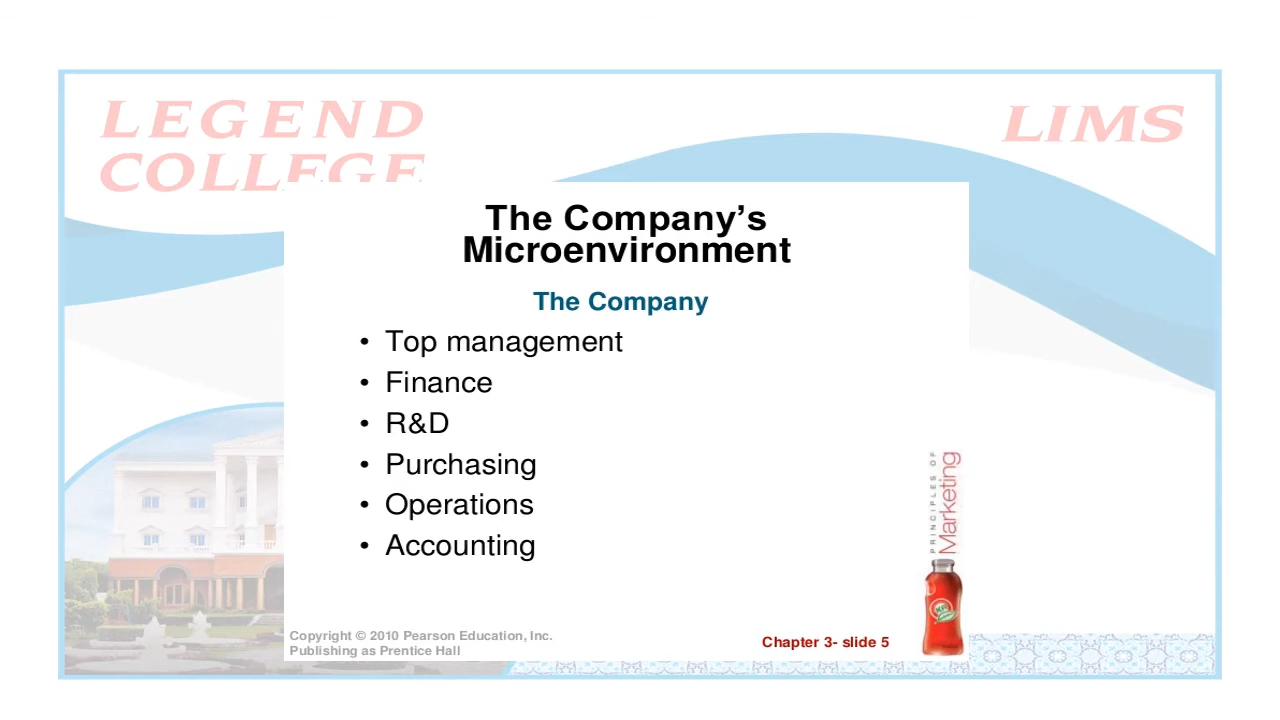 LEGEND
COLLEGE
LIMS
The Company’s
Microenvironment
The Company
• Top management
• Finance
• R&D
• Purchasing
• Operations
• Accounting
PRINCIPLES OF
Marketing
Copyright © 2010 Pearson Education, Inc.
Publishing as Prentice Hall
Chapter 3- slide 5